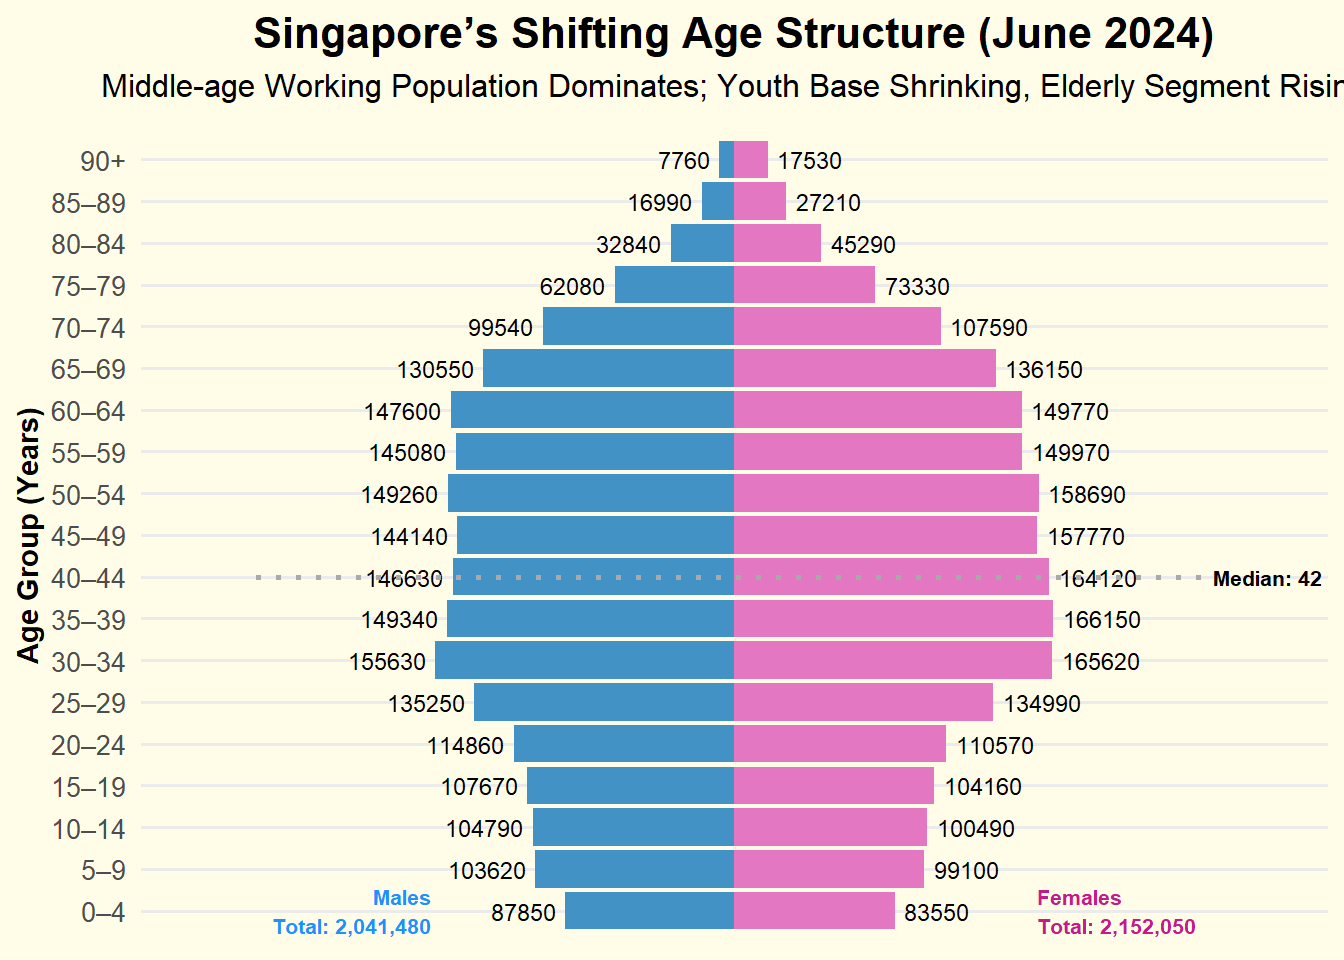 Singapore’s Shifting Age Structure (June 2024)
Middle-age Working Population Dominates; Youth Base Shrinking, Elderly Segment Risin
Age Group (Years)
90+ 7760 17530
85–89 16990 27210
80–84 32840 45290
75–79 62080 73330
70–74 99540 107590
65–69 130550 136150
60–64 147600 149770
55–59 145080 149970
50–54 149260 158690
45–49 144140 157770
40–44 146630 164120 Median: 42
35–39 149340 166150
30–34 155630 165620
25–29 135250 134990
20–24 114860 110570
15–19 107670 104160
10–14 104790 100490
5–9 103620 99100
Males Females
0–4 87850 83550
Total: 2,041,480 Total: 2,152,050